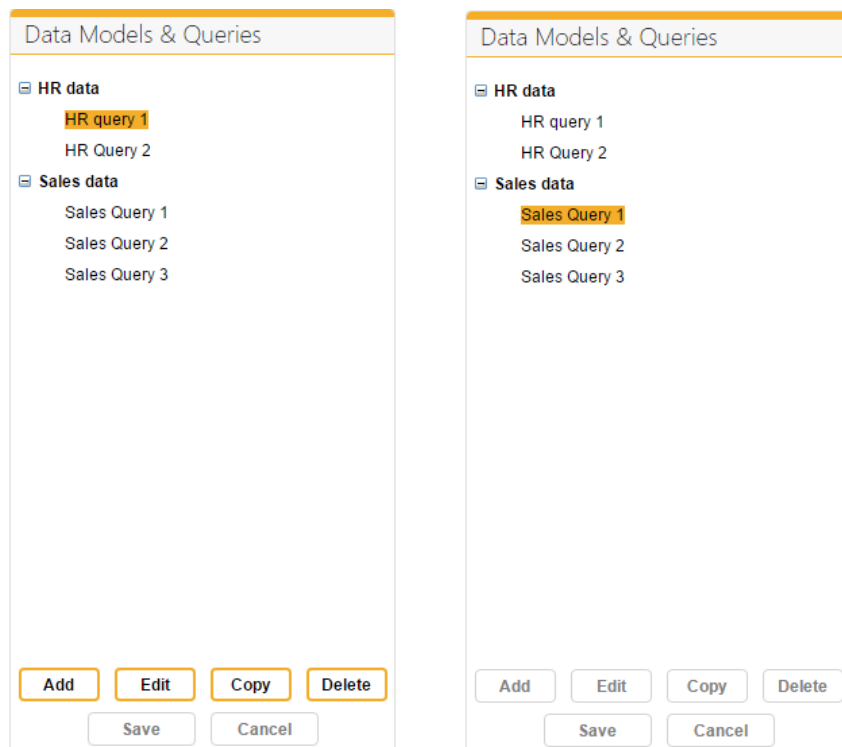 Data Models & Queries
HR data
HR query 1
HR Query 2
Sales data
Sales Query 1
Sales Query 2
Sales Query 3
Add Edit Copy Delete
Save Cancel
Data Models & Queries
HR data
HR query 1
HR Query 2
Sales data
Sales Query 1
Sales Query 2
Sales Query 3
Add Edit Copy Delete
Save Cancel